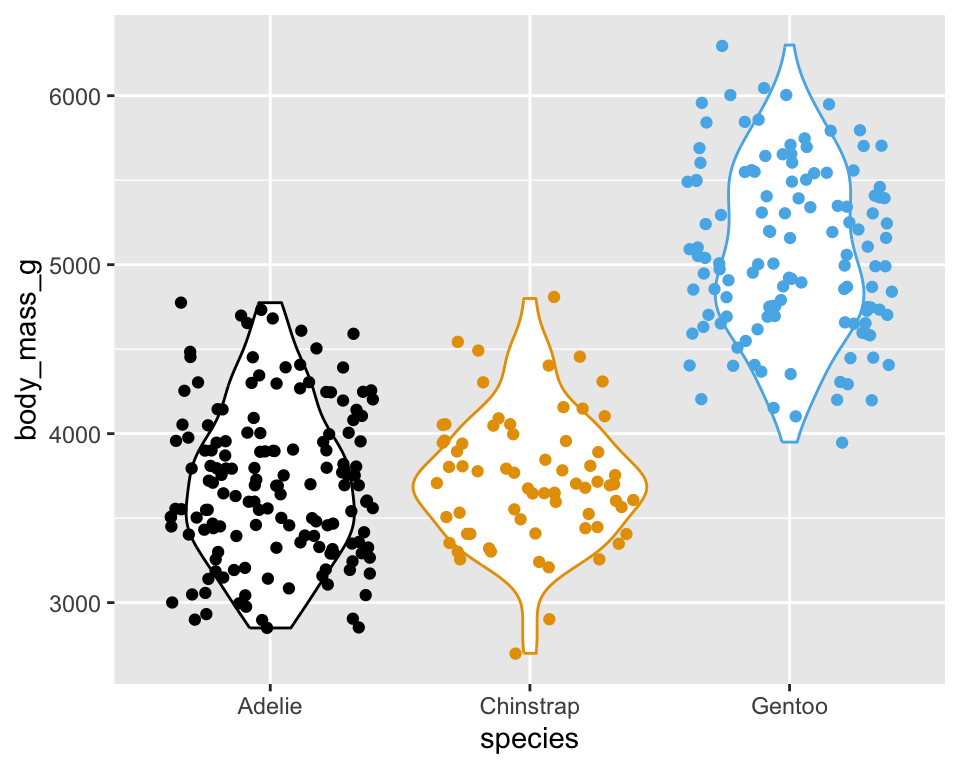 body_mass_g
6000
5000
4000
3000
Adelie
Chinstrap
Gentoo
species